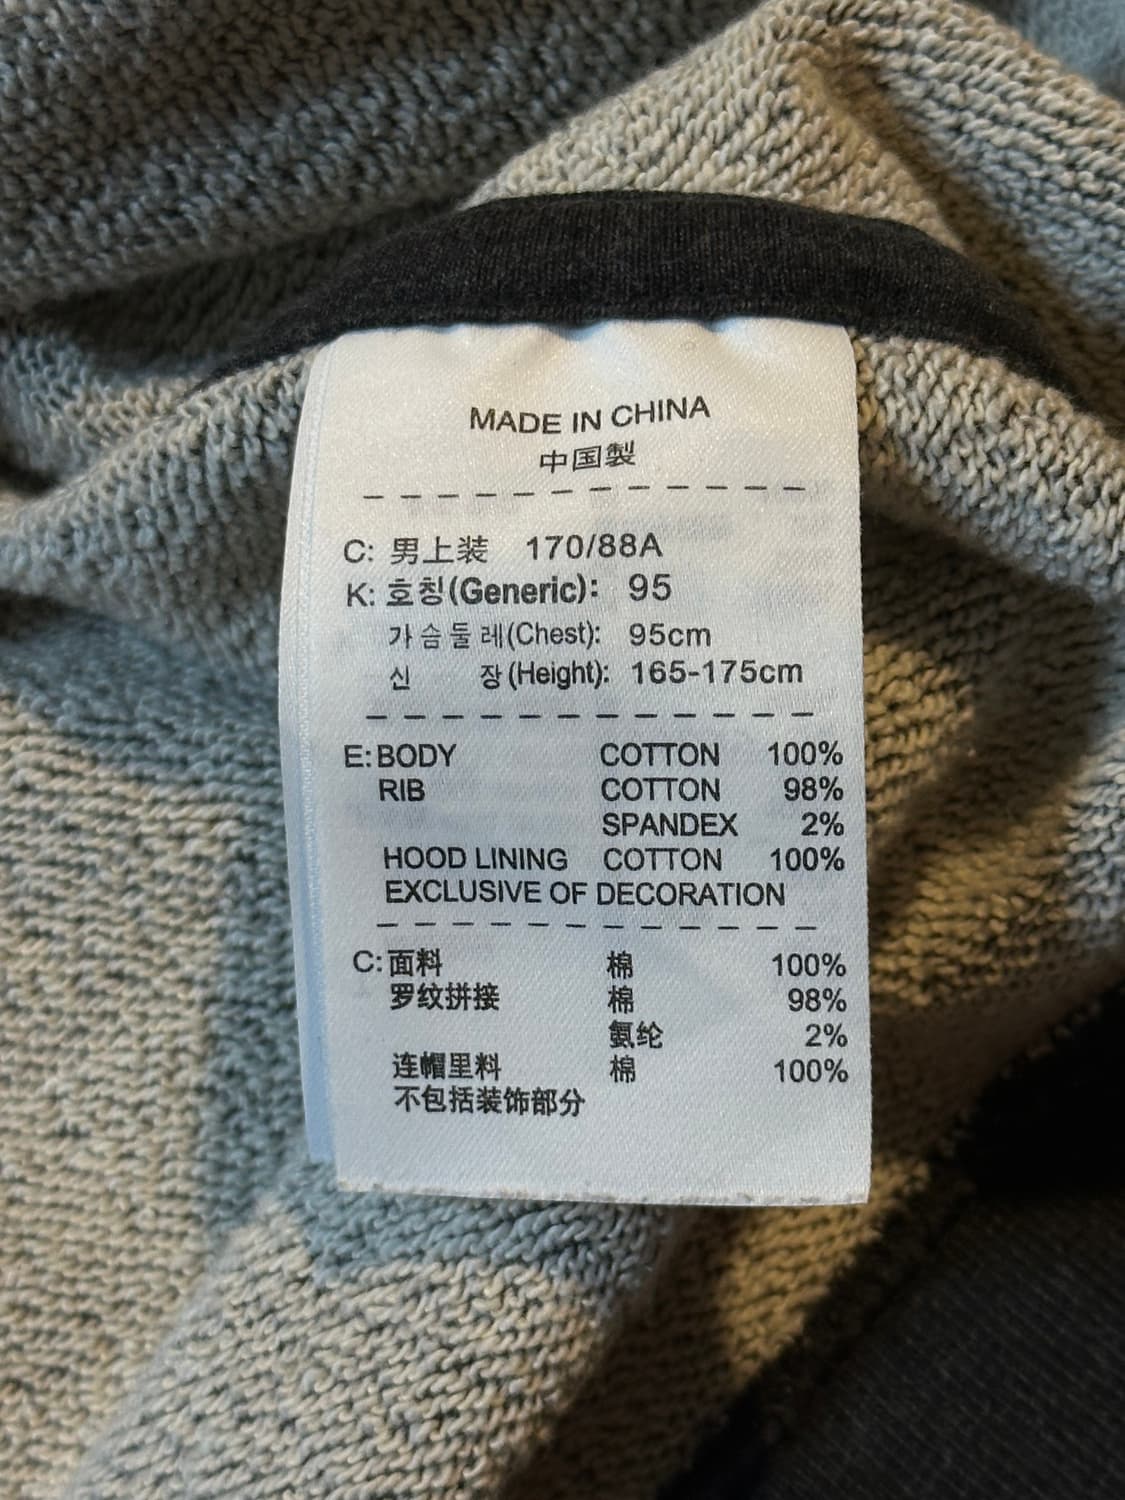 MADE IN CHINA
中国製
C: 男上装 170/88A
K: 호칭(Generic): 95
가슴둘레(Chest): 95cm
신 장(Height): 165-175cm
E: BODY COTTON 100%
RIB COTTON 98%
SPANDEX 2%
HOOD LINING COTTON 100%
EXCLUSIVE OF DECORATION
C: 面料 棉 100%
罗纹拼接 棉 98%
氨纶 2%
连帽里料 棉 100%
不包括装饰部分